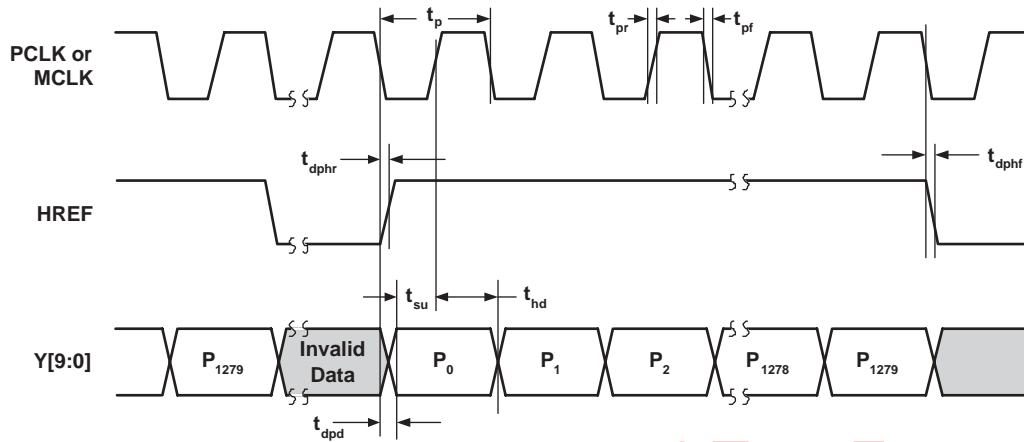 t_p
t_pr
t_pf
PCLK or
MCLK
t_dphr
t_dphf
HREF
t_su
t_hd
Y[9:0]
P_1279
Invalid
Data
P_0
P_1
P_2
P_1278
P_1279
t_dpd